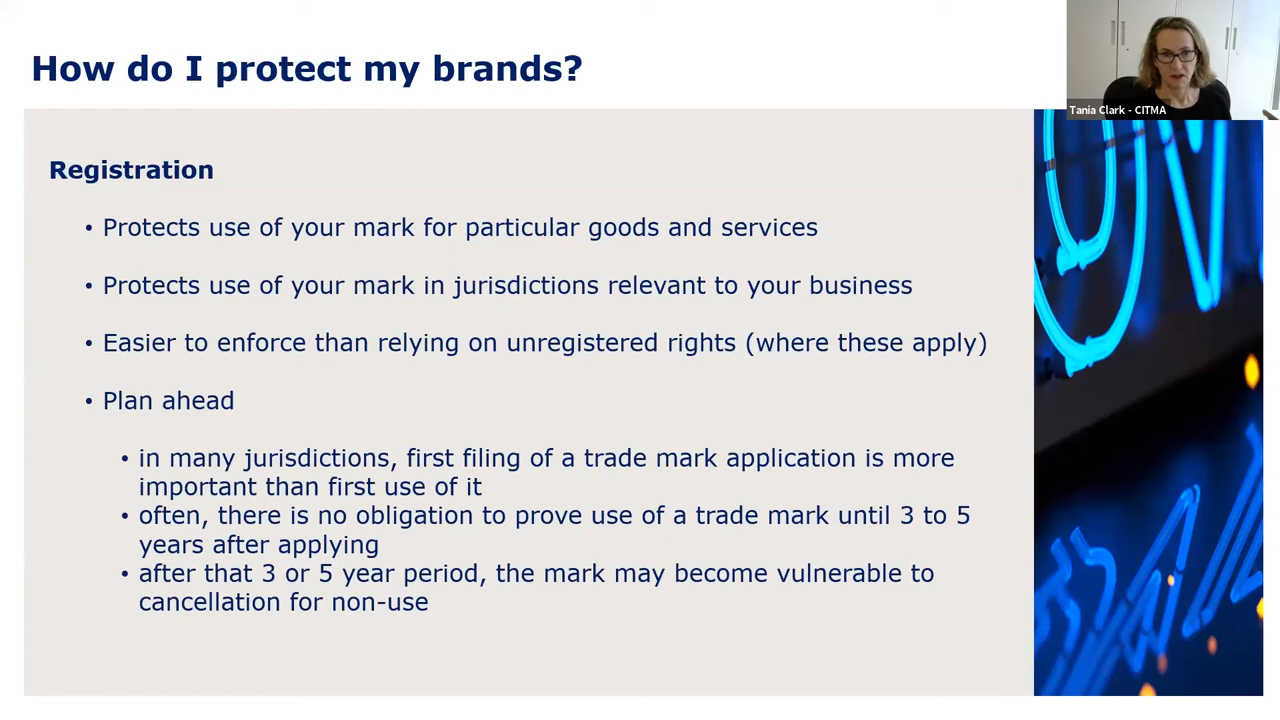 How do I protect my brands?
Tania Clark - CITMA
Registration
• Protects use of your mark for particular goods and services
• Protects use of your mark in jurisdictions relevant to your business
• Easier to enforce than relying on unregistered rights (where these apply)
• Plan ahead
• in many jurisdictions, first filing of a trade mark application is more
important than first use of it
• often, there is no obligation to prove use of a trade mark until 3 to 5
years after applying
• after that 3 or 5 year period, the mark may become vulnerable to
cancellation for non-use